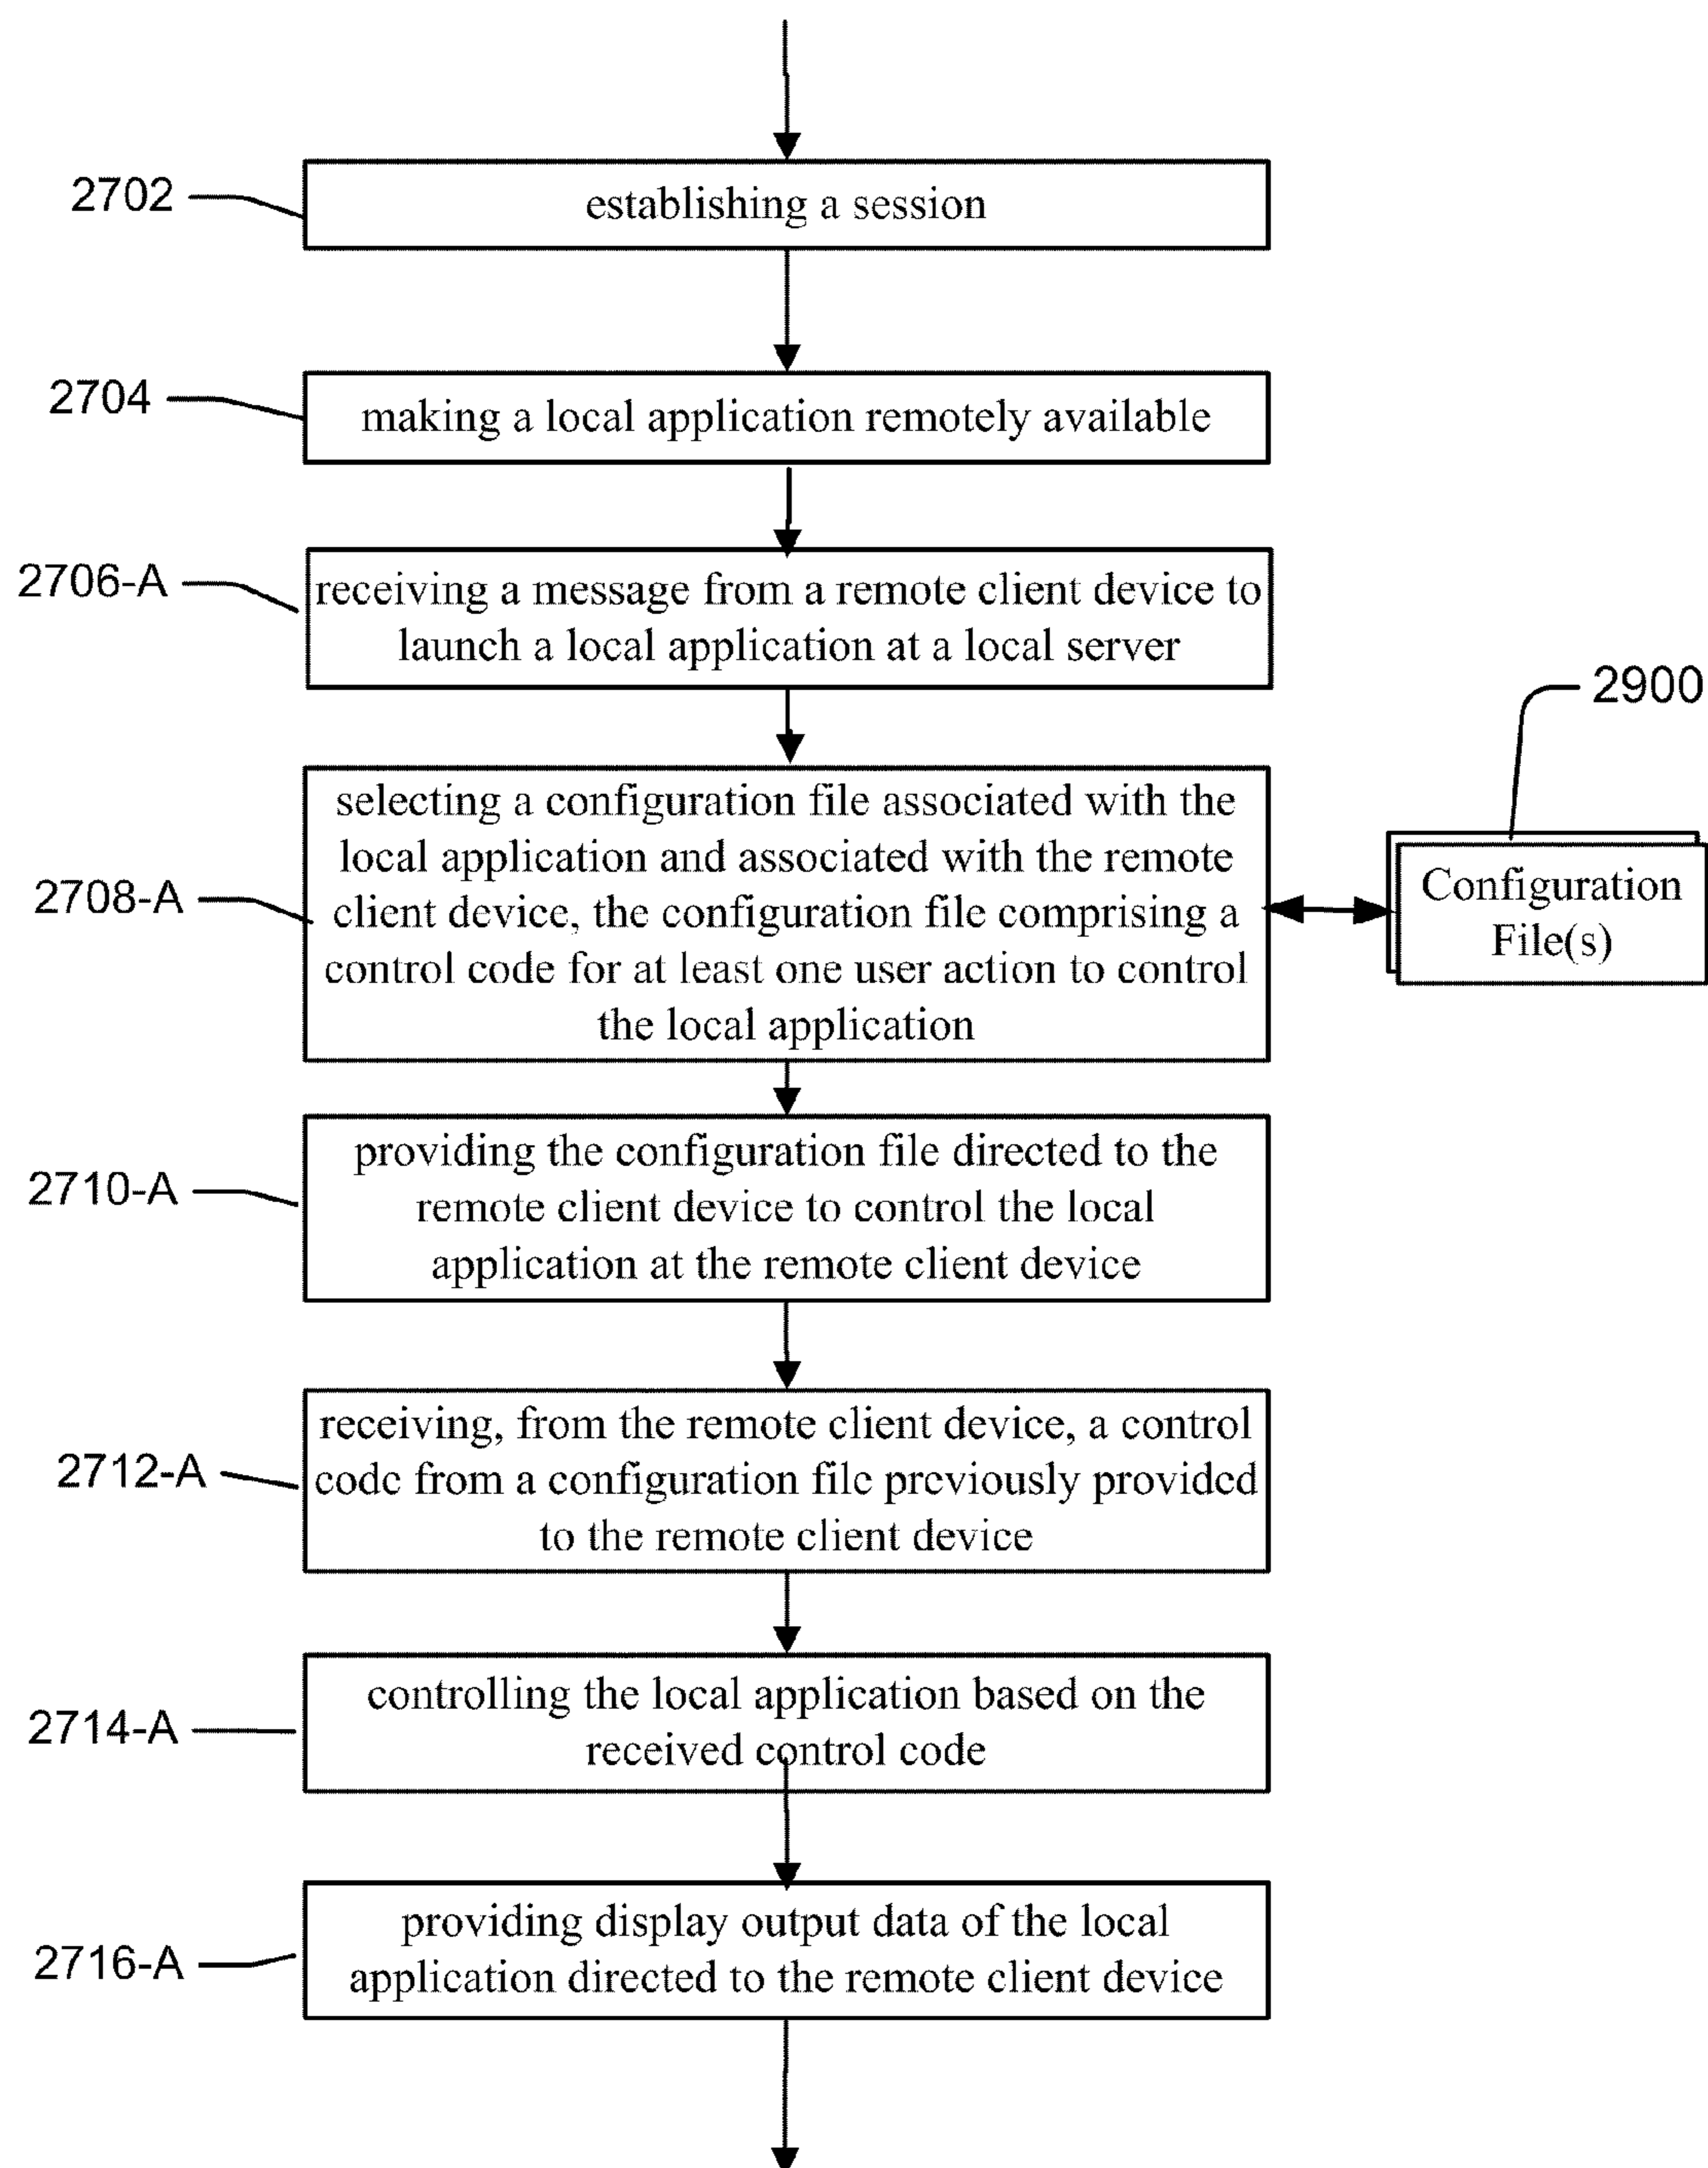 2702
establishing a session
2704
making a local application remotely available
2706-A
receiving a message from a remote client device to
launch a local application at a local server
2900
2708-A
selecting a configuration file associated with the
local application and associated with the remote
client device, the configuration file comprising a
control code for at least one user action to control
the local application
Configuration
File(s)
2710-A
providing the configuration file directed to the
remote client device to control the local
application at the remote client device
2712-A
receiving, from the remote client device, a control
code from a configuration file previously provided
to the remote client device
2714-A
controlling the local application based on the
received control code
2716-A
providing display output data of the local
application directed to the remote client device